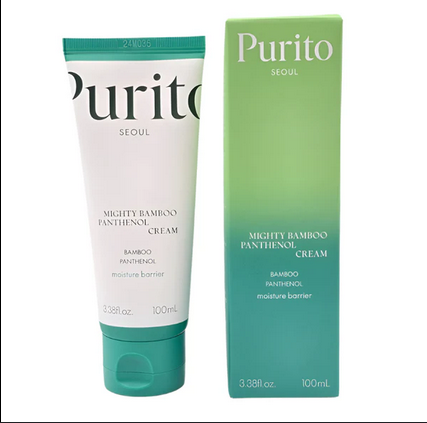 24M035
Purito
SEOUL
MIGHTY BAMBOO
PANTHENOL
CREAM
BAMBOO
PANTHENOL
moisture barrier
3.38fl.oz. 100mL
Purito
SEOUL
MIGHTY BAMBOO
PANTHENOL
CREAM
BAMBOO
PANTHENOL
moisture barrier
3.38fl.oz. 100mL